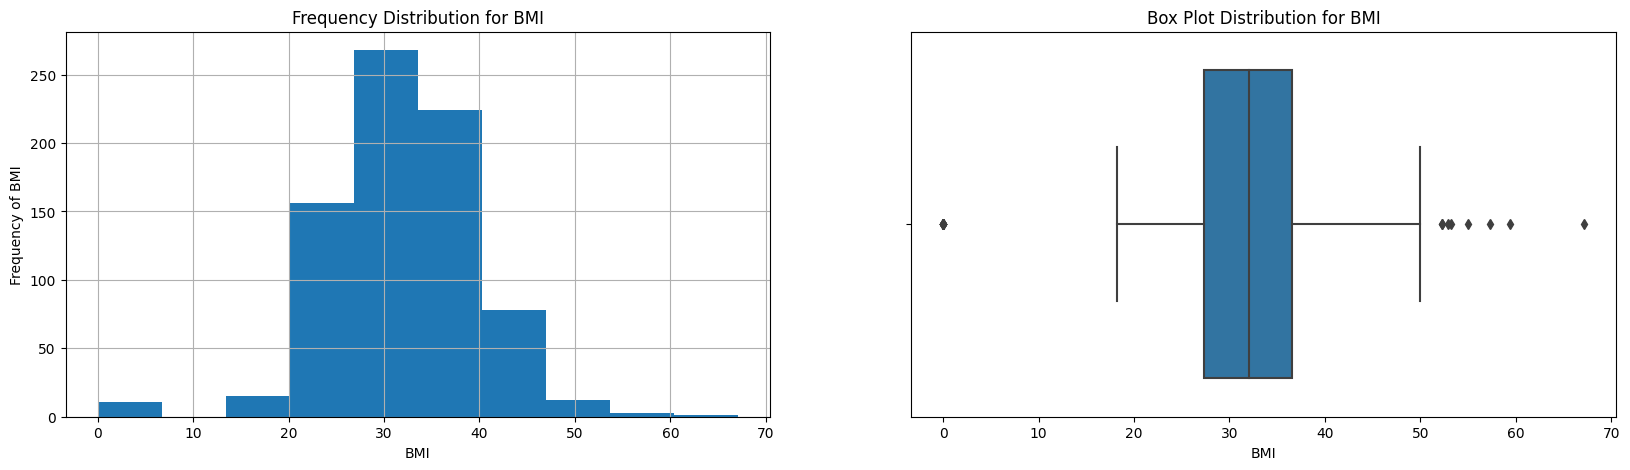 Frequency Distribution for BMI
250
200
150
100
50
0
Frequency of BMI
0 10 20 30 40 50 60 70
BMI
Box Plot Distribution for BMI
0 10 20 30 40 50 60 70
BMI